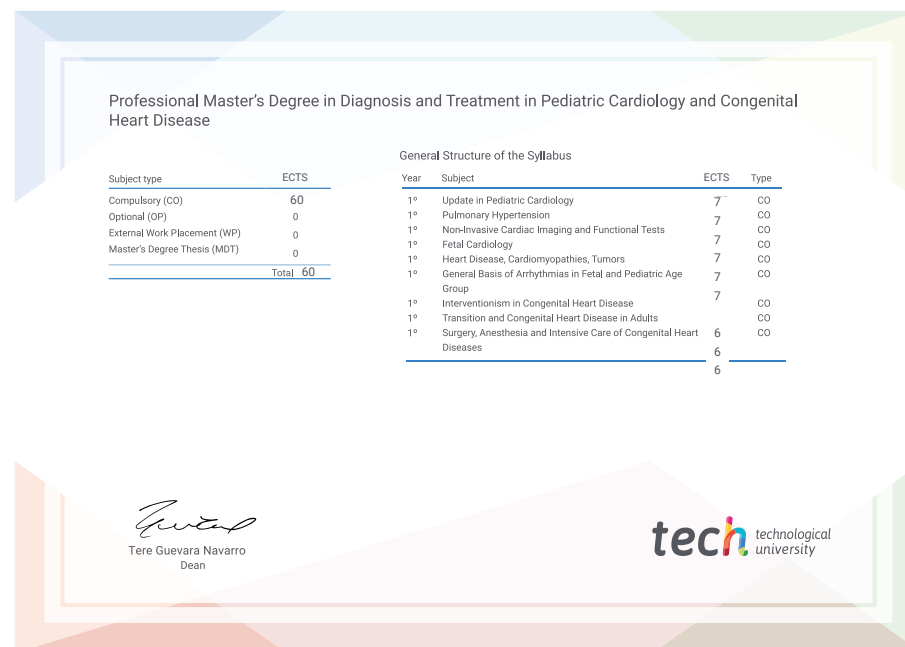 Professional Master's Degree in Diagnosis and Treatment in Pediatric Cardiology and Congenital
Heart Disease
General Structure of the Syllabus
Subject type ECTS
Compulsory (CO) 60
Optional (OP) 0
External Work Placement (WP) 0
Master's Degree Thesis (MDT) 0
Total 60
Year Subject ECTS Type
1º Update in Pediatric Cardiology 7 CO
1º Pulmonary Hypertension 7 CO
1º Non-Invasive Cardiac Imaging and Functional Tests 7 CO
1º Fetal Cardiology 7 CO
1º Heart Disease, Cardiomyopathies, Tumors 7 CO
1º General Basis of Arrhythmias in Fetal and Pediatric Age 7 CO
Group
1º Interventionism in Congenital Heart Disease 6 CO
1º Transition and Congenital Heart Disease in Adults 6 CO
1º Surgery, Anesthesia and Intensive Care of Congenital Heart 6 CO
Diseases
Tere Guevara Navarro
Dean
tech technological
university